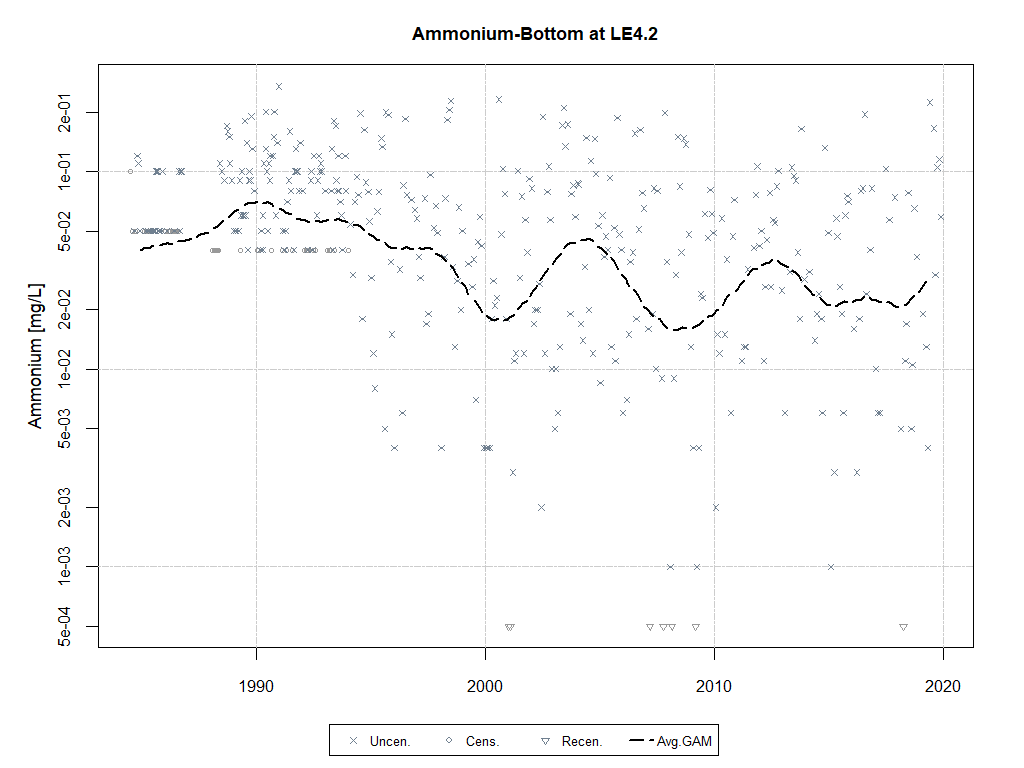 Ammonium-Bottom at LE4.2
Ammonium [mg/L]
2e-01
1e-01
5e-02
2e-02
1e-02
5e-03
2e-03
1e-03
5e-04
1990 2000 2010 2020
Uncen. Cens. Recen. Avg.GAM